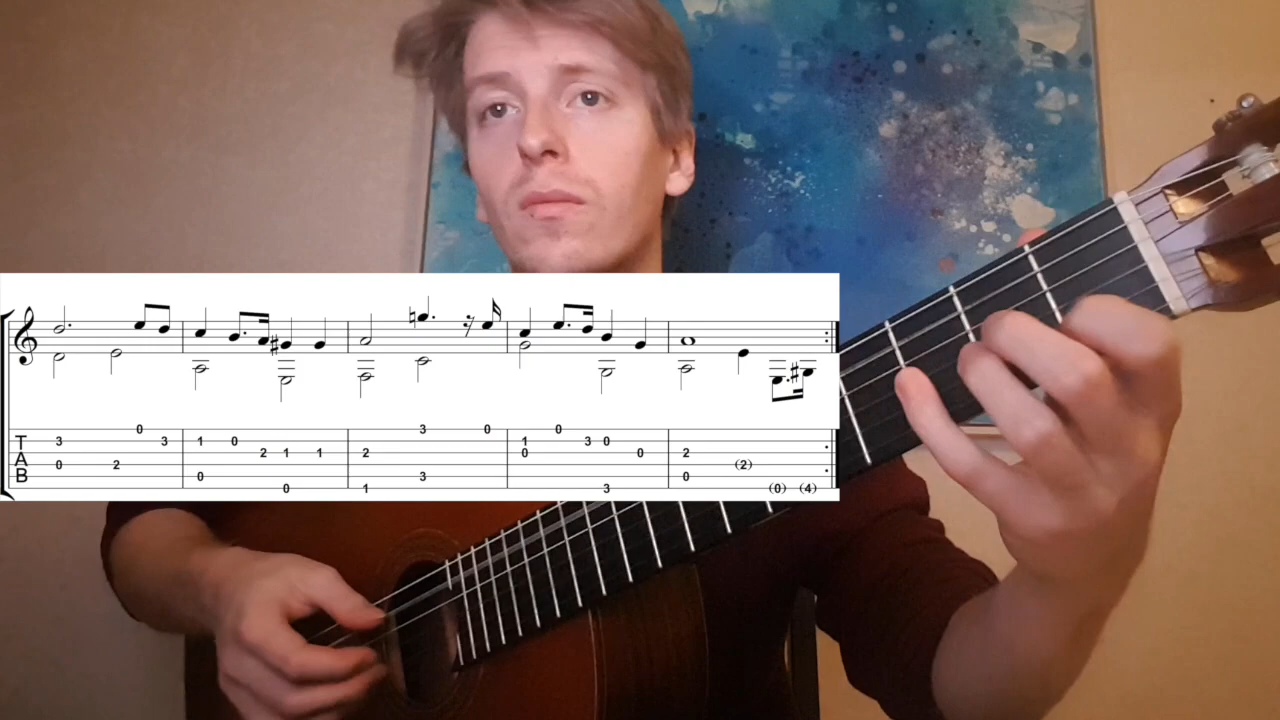 0 3 0 0
T 3 3 1 0 1 3 0
2 1 1 2 0 0 2
A 0 2 (2)
B 0 3 0
0 1 3 (0) (4)